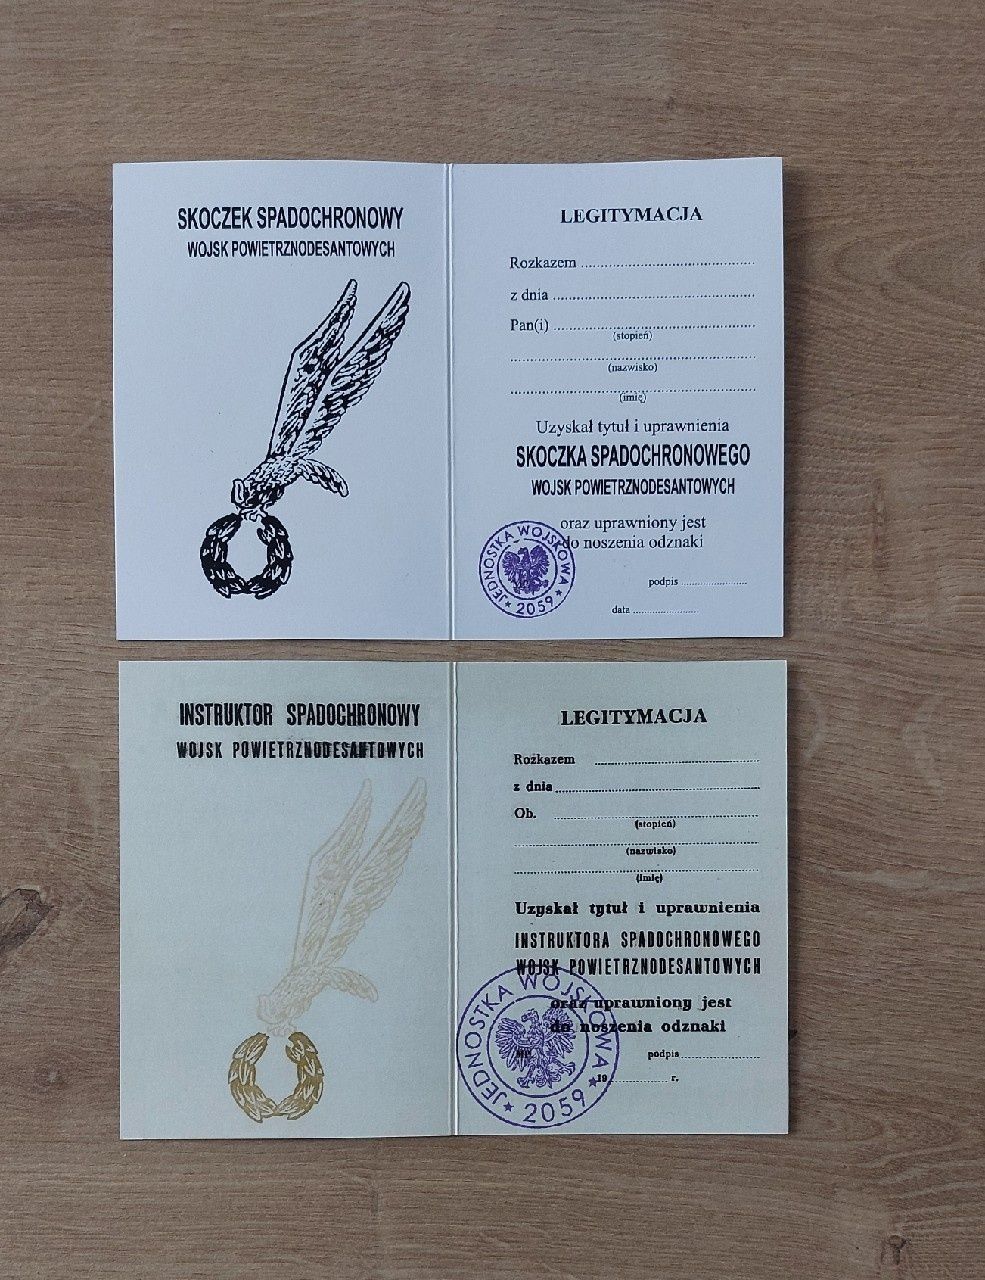 SKOCZEK SPADOCHRONOWY
WOJSK POWIETRZNODESANTOWYCH
LEGITYMACJA
Rozkazem
z dnia
Pan(i)
(stopień)
(nazwisko)
(imię)
Uzyskał tytuł i uprawnienia
SKOCZKA SPADOCHRONOWEGO
WOJSK POWIETRZNODESANTOWYCH
oraz uprawniony jest
do noszenia odznaki
JEDNOSTKA WOJSKOWA
* 2059 *
podpis
data
INSTRUKTOR SPADOCHRONOWY
WOJSK POWIETRZNODESANTOWYCH
LEGITYMACJA
Rozkazem
z dnia
Ob.
(stopień)
(nazwisko)
(imię)
Uzyskał tytuł i uprawnienia
INSTRUKTORA SPADOCHRONOWEGO
WOJSK POWIETRZNODESANTOWYCH
oraz uprawniony jest
do noszenia odznaki
JEDNOSTKA WOJSKOWA
* 2059 *
podpis
19 r.